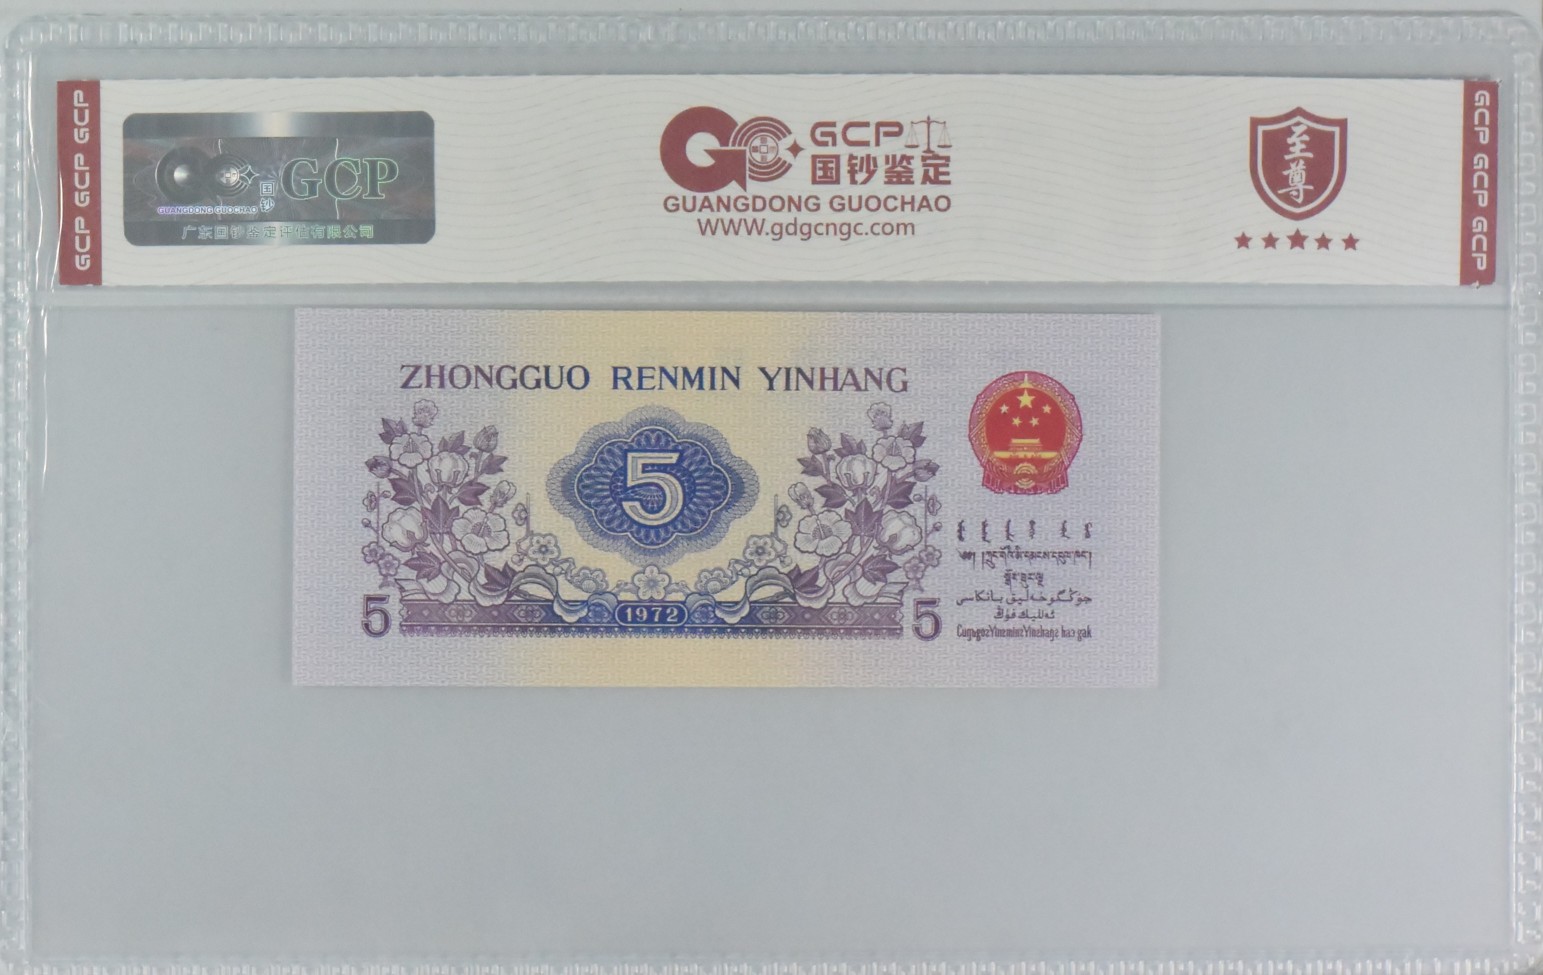 GCP GCP GCP
国钞
GCP
GUANGDONG GUOCHAO
广东国钞鉴定评估有限公司
GCP
国钞鉴定
GUANGDONG GUOCHAO
WWW.gdgcngc.com
至尊
GCP GCP GCP
ZHONGGUO RENMIN YINHANG
5
5
1972
5